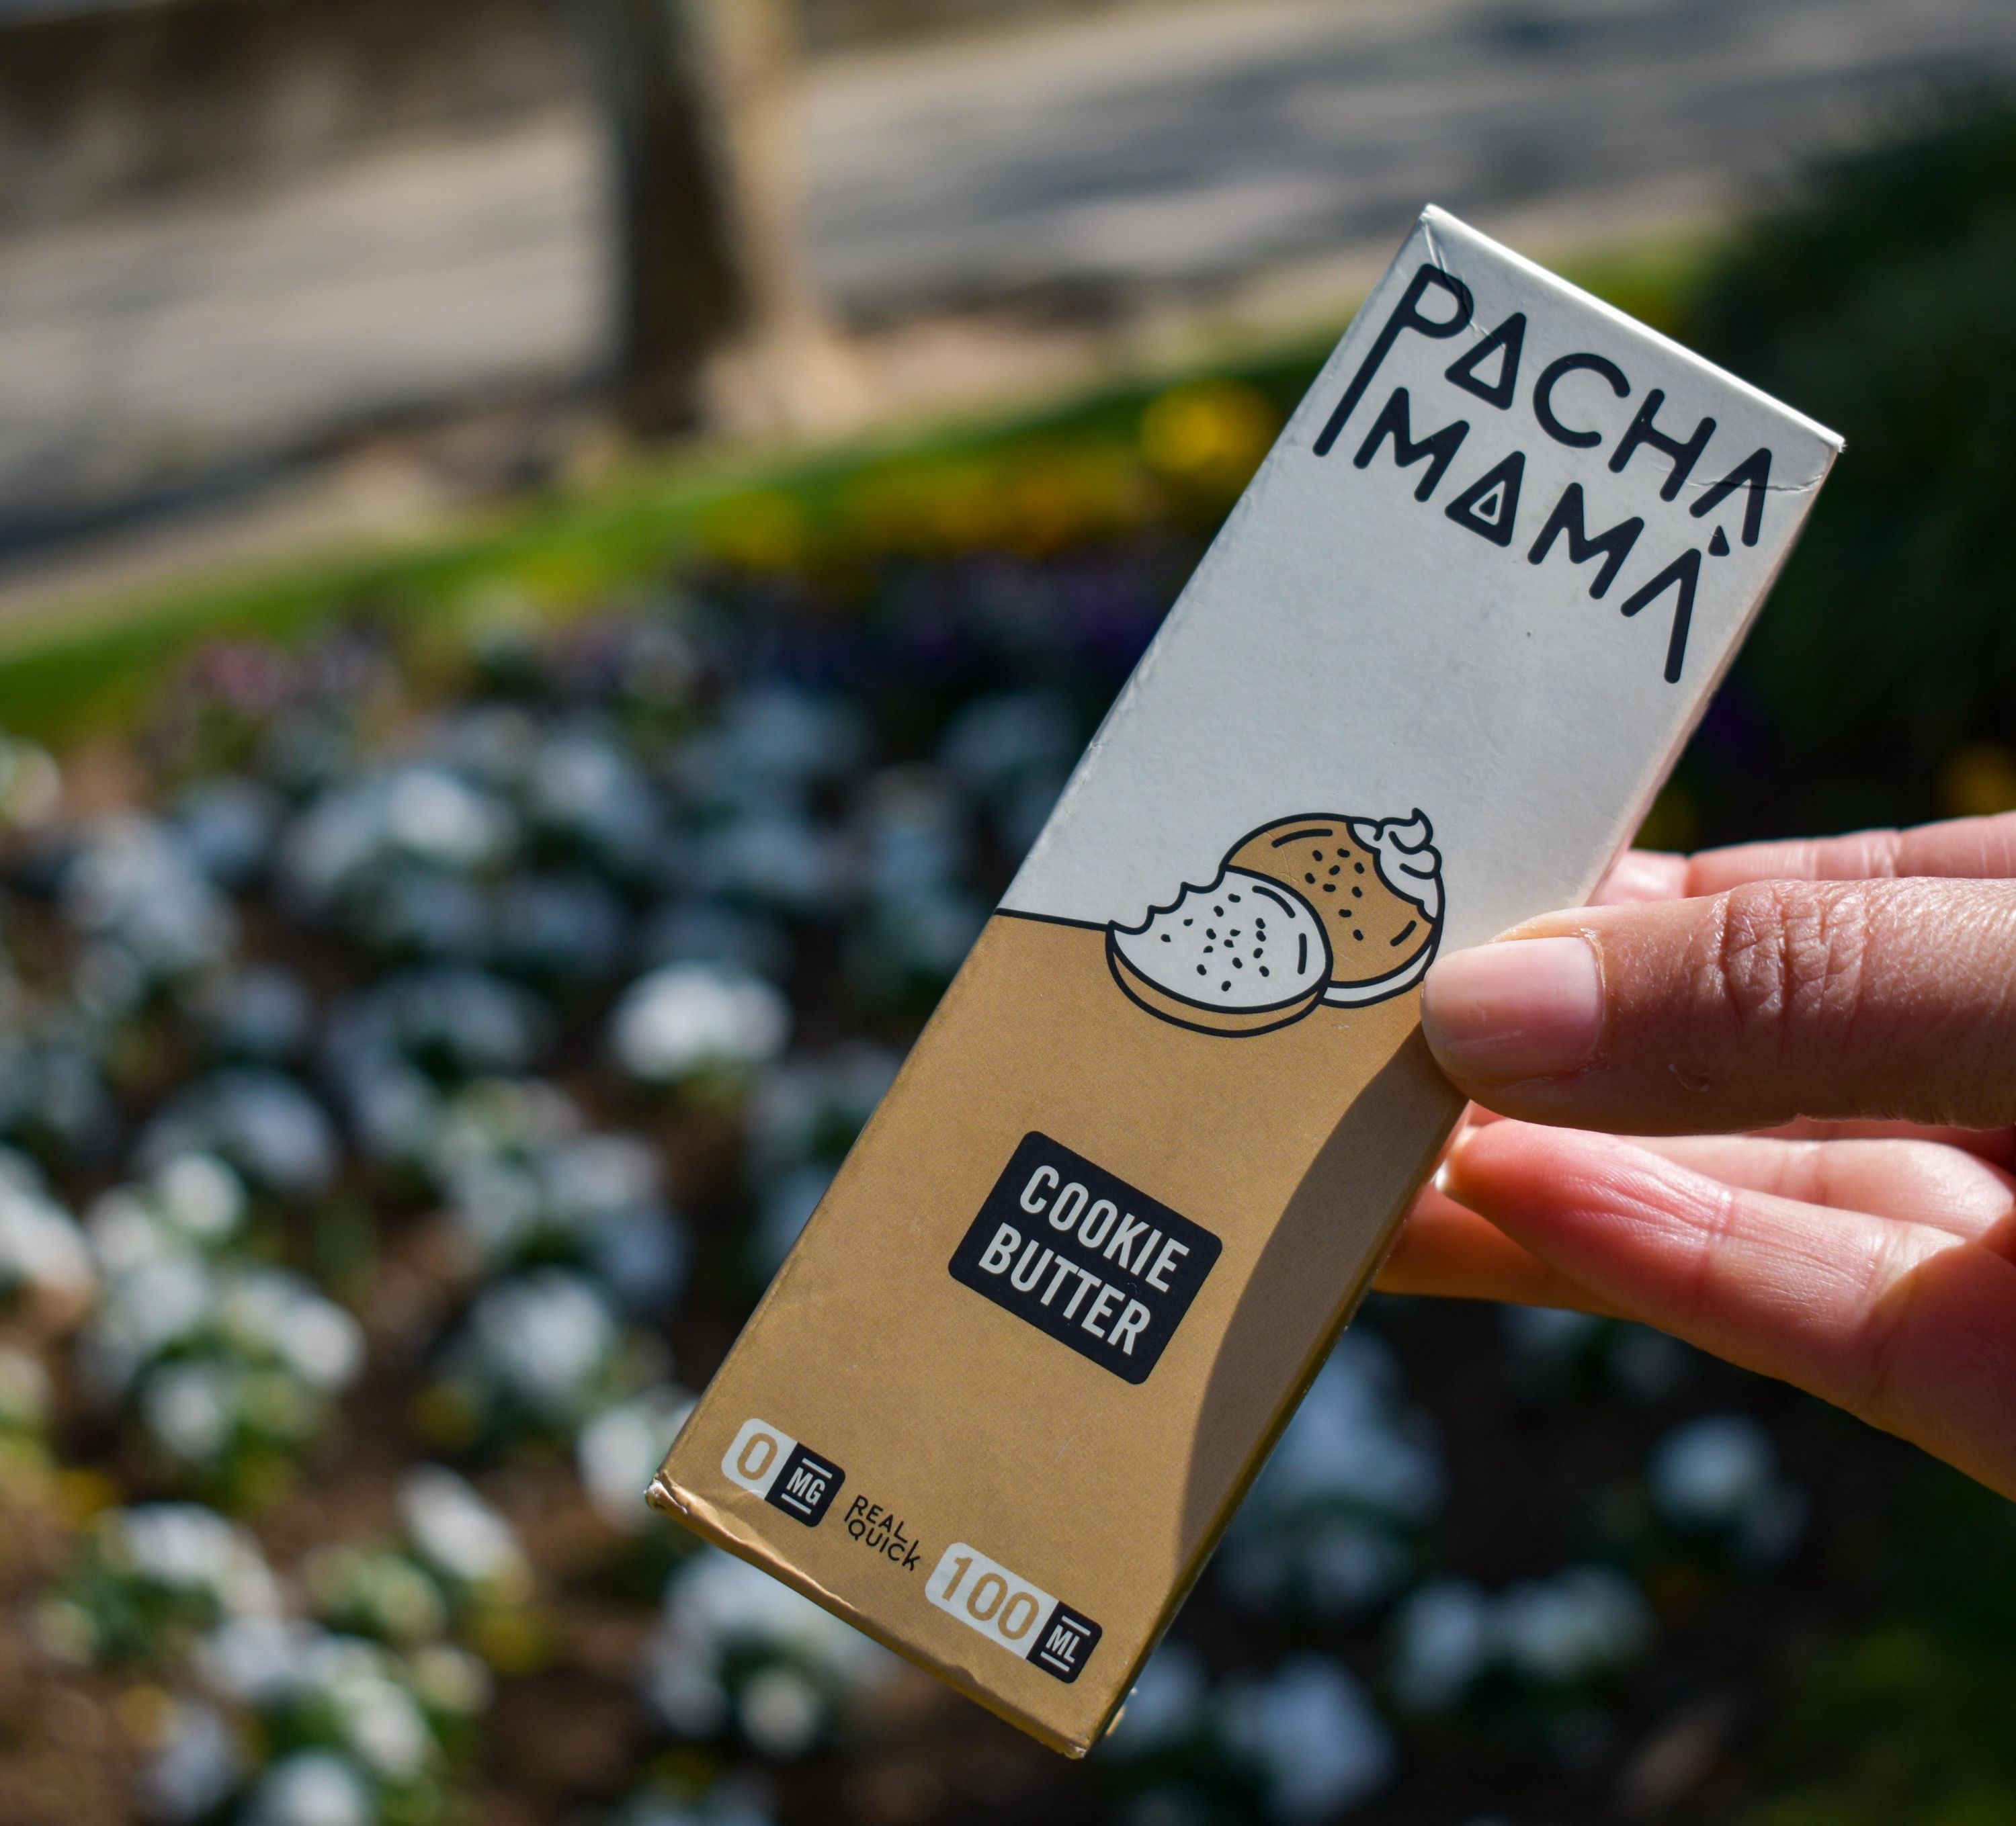 PACHA
MAMA
COOKIE
BUTTER
0 MG
REAL
QUICK
100 ML